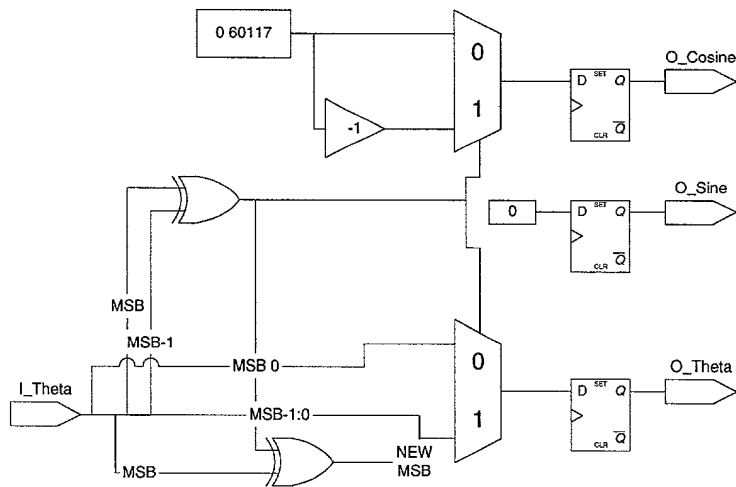 0 60117
0
1
-1
O_Cosine
D SET Q
CLR Q
O_Sine
0
D SET Q
CLR Q
MSB
MSB-1
MSB 0
I_Theta
MSB-1:0
MSB
NEW
MSB
0
1
O_Theta
D SET Q
CLR Q